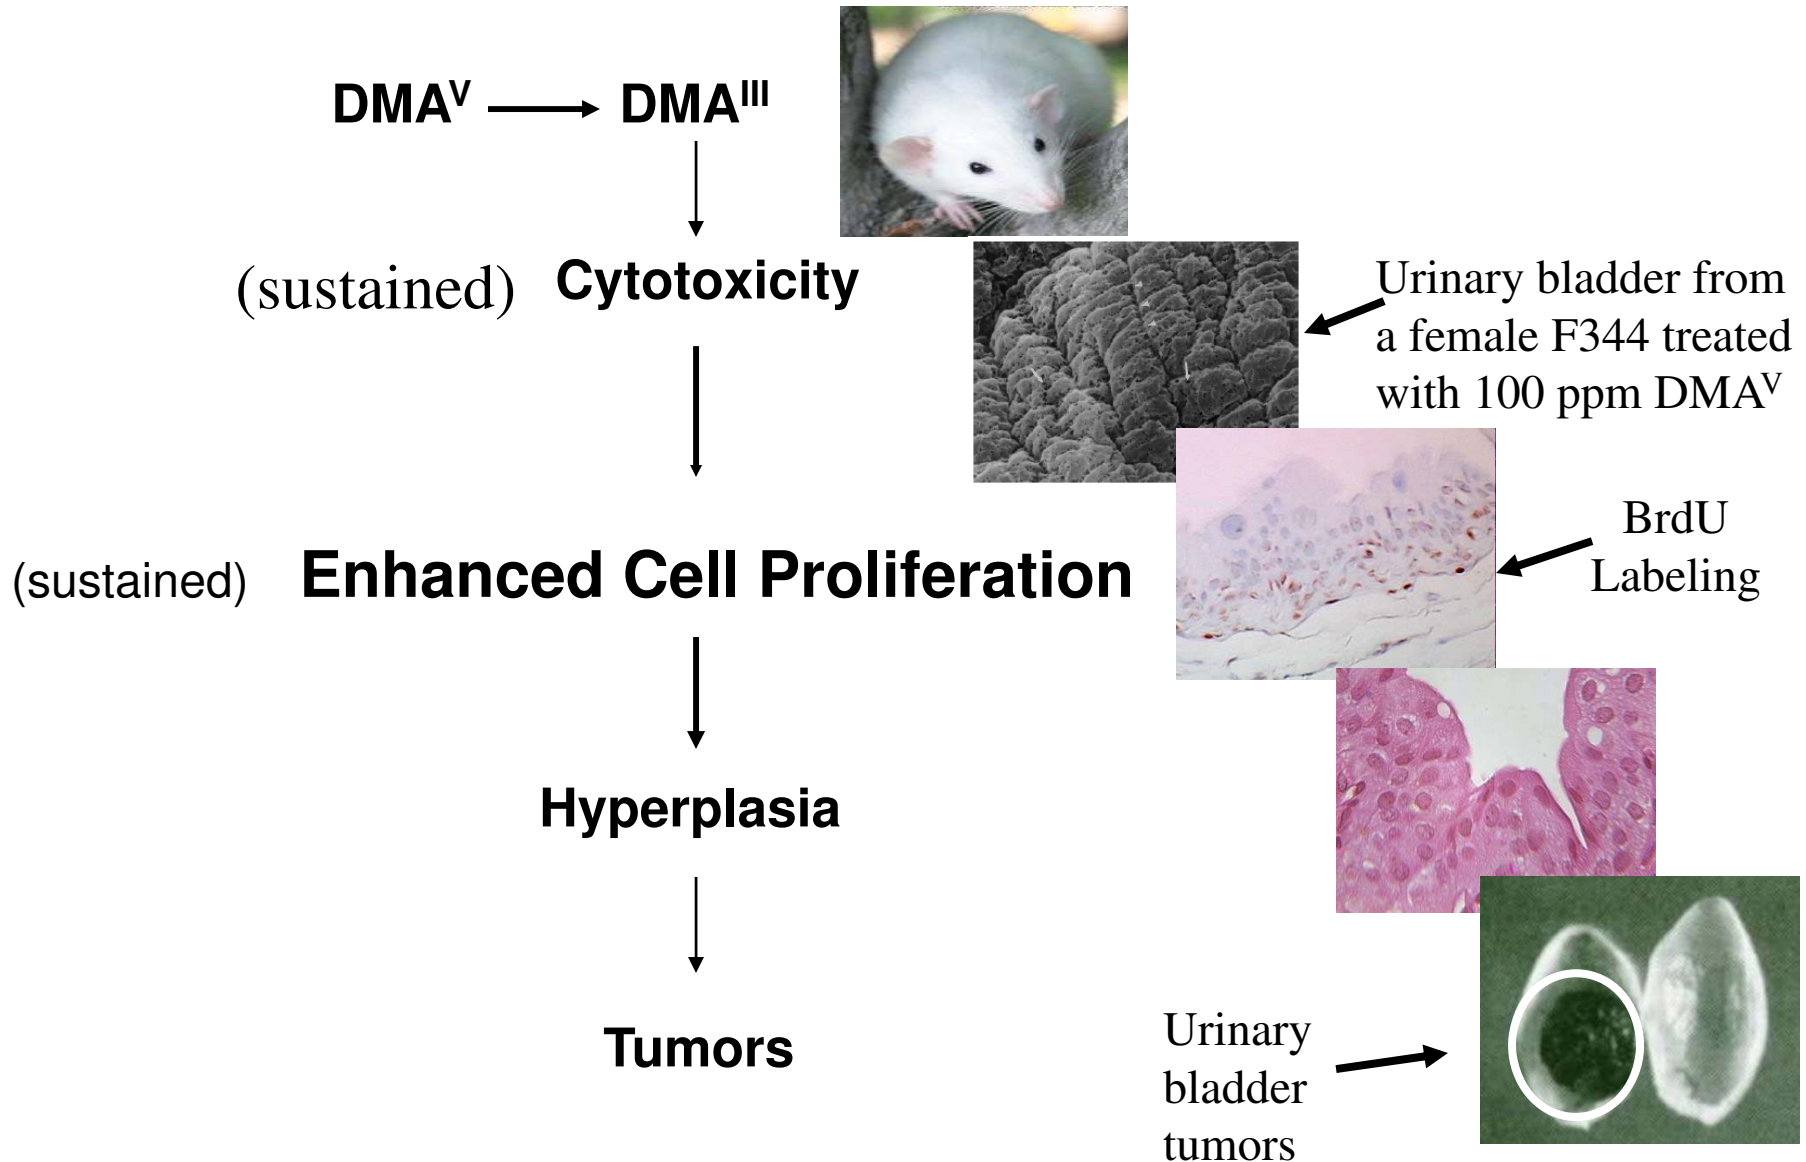 DMAⱽ DMAᴵᴵᴵ
(sustained) Cytotoxicity
Urinary bladder from
a female F344 treated
with 100 ppm DMAⱽ
(sustained) Enhanced Cell Proliferation
BrdU
Labeling
Hyperplasia
Tumors
Urinary
bladder
tumors